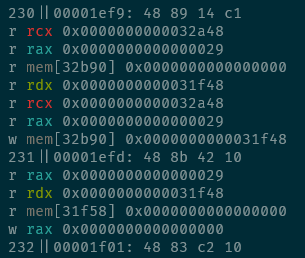 230||00001ef9: 48 89 14 c1
r rcx 0x0000000000032a48
r rax 0x0000000000000029
r mem[32b90] 0x0000000000000000
r rdx 0x0000000000031f48
r rcx 0x0000000000032a48
r rax 0x0000000000000029
w mem[32b90] 0x0000000000031f48
231||00001efd: 48 8b 42 10
r rax 0x0000000000000029
r rdx 0x0000000000031f48
r mem[31f58] 0x0000000000000000
w rax 0x0000000000000000
232||00001f01: 48 83 c2 10